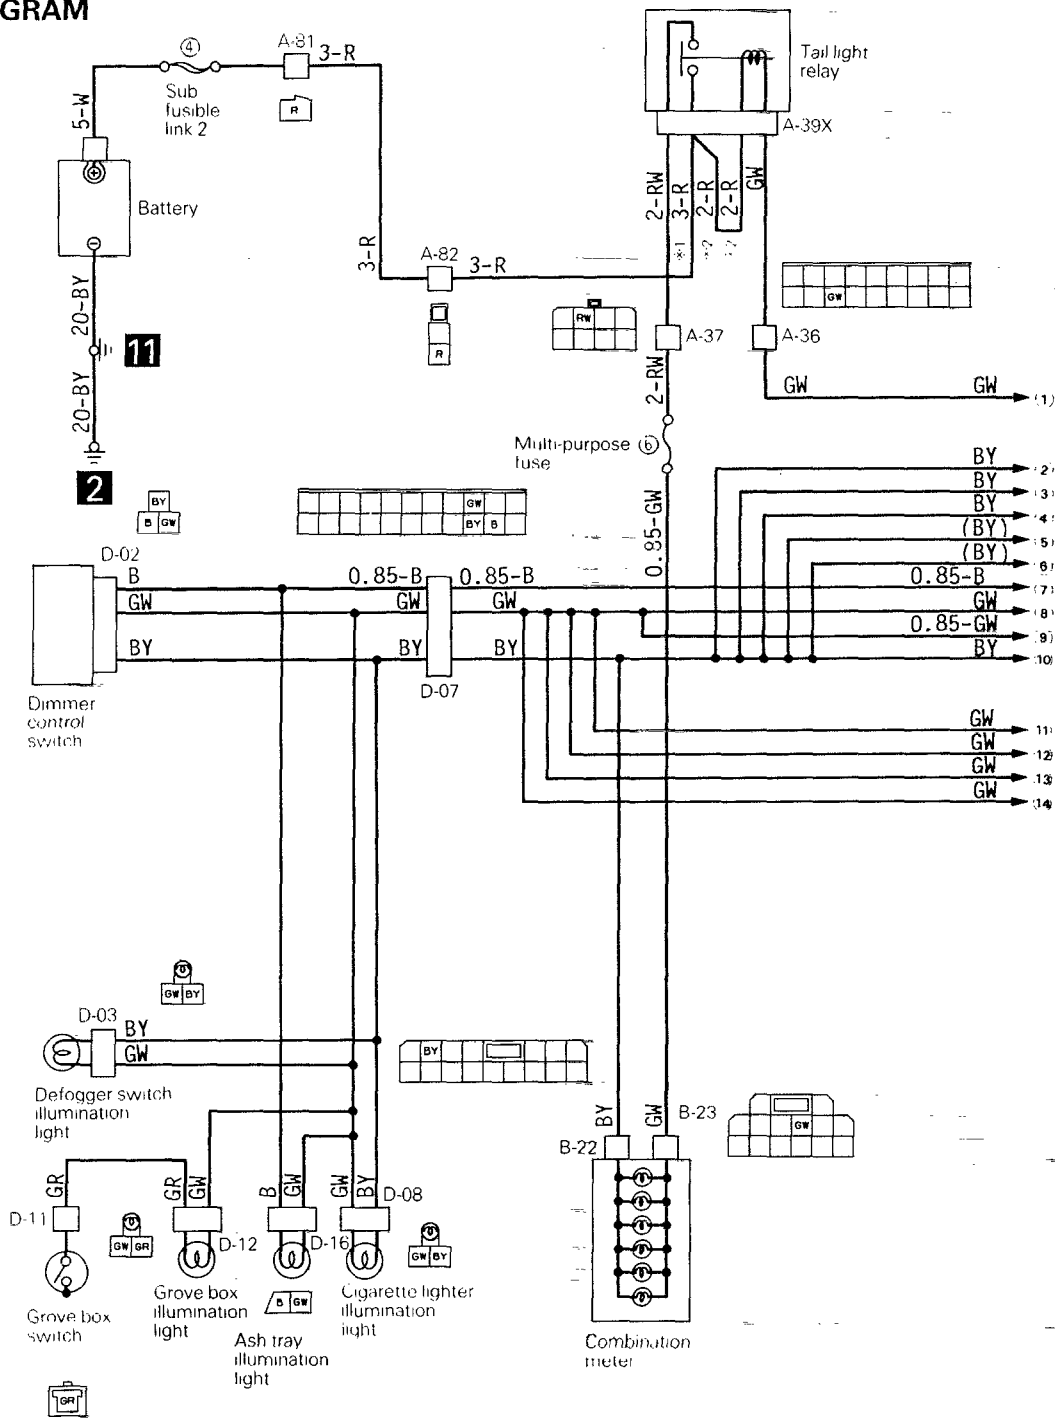 GRAM
4
A-81
3-R
Sub
fusible
link 2
R
5-W
Battery
20-BY
11
20-BY
2
3-R
A-82
3-R
R
Tail light
relay
A-39X
2-RW
3-R
2-R
2-R
GW
※1
GW
RW
A-37
A-36
2-RW
GW
GW
(1)
Multi-purpose
fuse
6
0.85-GW
BY
(2)
BY
(3)
BY
(4)
(BY)
(5)
(BY)
(6)
BY
B GW
GW
BY B
D-02
B
0.85-B
0.85-B
0.85-B
(7)
GW
GW
GW
GW
(8)
0.85-GW
(9)
BY
BY
BY
BY
(10)
D-07
Dimmer
control
switch
GW
(11)
GW
(12)
GW
(13)
GW
(14)
GW BY
D-03
BY
GW
BY
Defogger switch
illumination
light
BY
GW
B-23
B-22
GW
GR
GR
GW
B
GW
GW
BY
D-08
D-11
D-12
D-16
GW GR
GW BY
Grove box
switch
Grove box
illumination
light
B GW
Cigarette lighter
illumination
light
Ash tray
illumination
light
Combination
meter
GR